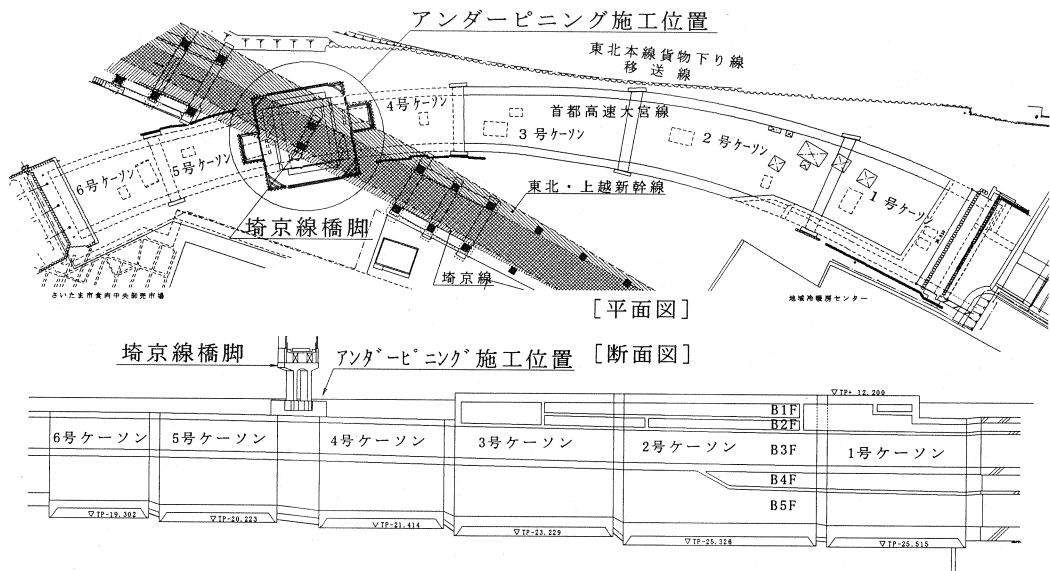 アンダーピニング施工位置
東北本線貨物下り線
移送線
首都高速大宮線
4号ケーソン
3号ケーソン
2号ケーソン
1号ケーソン
5号ケーソン
6号ケーソン
東北・上越新幹線
埼京線橋脚
埼京線
さいたま市食肉中央卸売市場
地域冷暖房センター
[平面図]
埼京線橋脚
アンダーピニング施工位置
[断面図]
▽TP+12.200
B1F
B2F
B3F
B4F
B5F
6号ケーソン
5号ケーソン
4号ケーソン
3号ケーソン
2号ケーソン
1号ケーソン
▽TP-19.302
▽TP-20.223
▽TP-21.414
▽TP-23.229
▽TP-25.326
▽TP-25.515